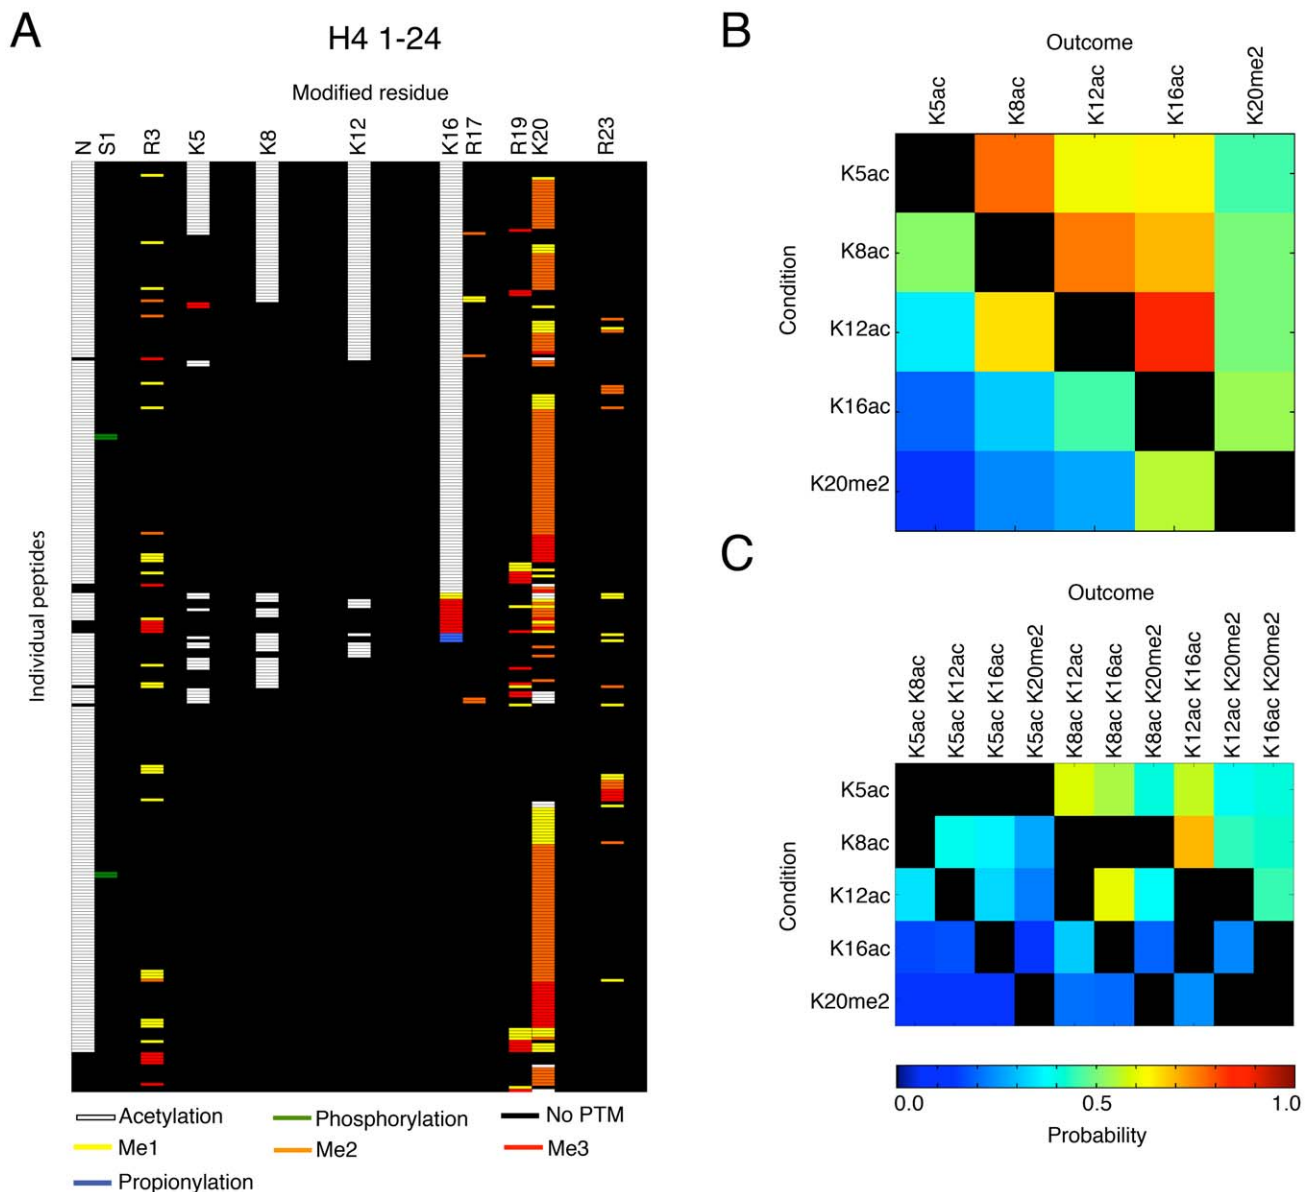 A
H4 1-24
Modified residue
N
S1
R3
K5
K8
K12
K16
R17
R19
K20
R23
Individual peptides
Acetylation
Phosphorylation
No PTM
Me1
Me2
Me3
Propionylation
B
Outcome
K5ac
K8ac
K12ac
K16ac
K20me2
Condition
K5ac
K8ac
K12ac
K16ac
K20me2
C
Outcome
K5ac K8ac
K5ac K12ac
K5ac K16ac
K5ac K20me2
K8ac K12ac
K8ac K16ac
K8ac K20me2
K12ac K16ac
K12ac K20me2
K16ac K20me2
Condition
K5ac
K8ac
K12ac
K16ac
K20me2
0.0 0.5 1.0
Probability